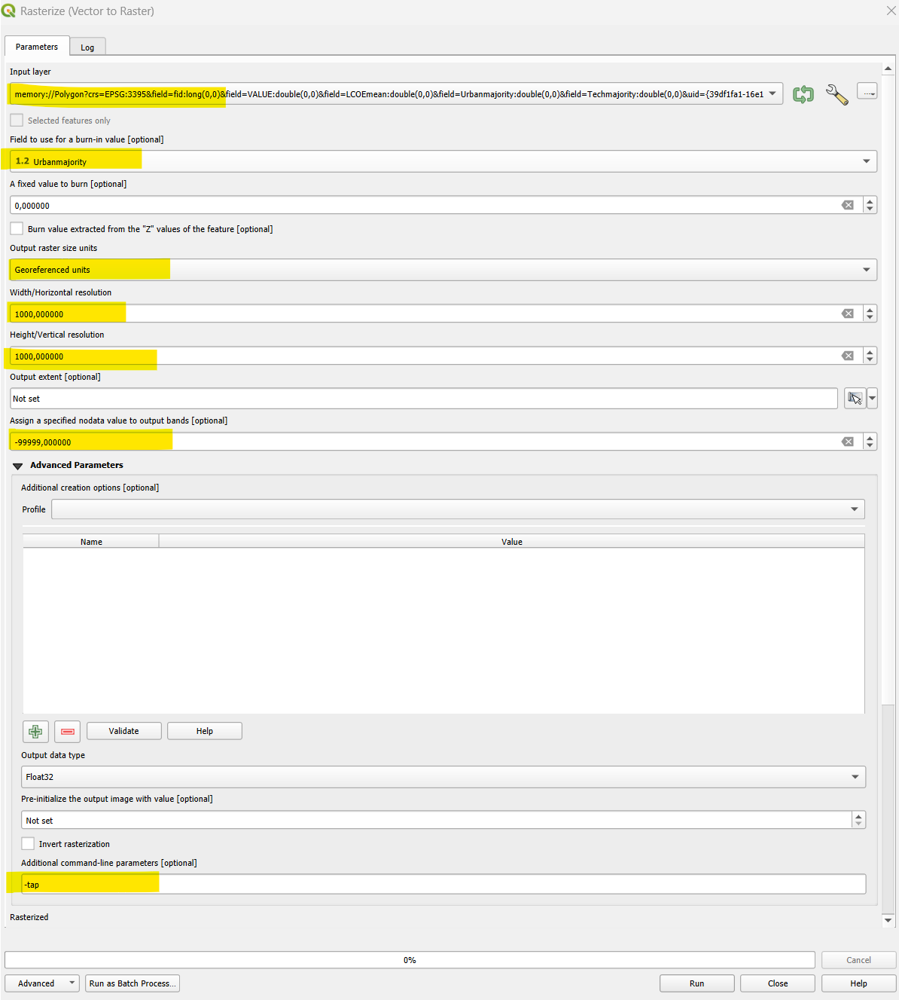 Rasterize (Vector to Raster)
Parameters
Log
Input layer
memory://Polygon?crs=EPSG:3395&field=fid:long(0,0)&field=VALUE:double(0,0)&field=LCOEmean:double(0,0)&field=Urbanmajority:double(0,0)&field=Techmajority:double(0,0)&uid={39df1fa1-16e1
...
Selected features only
Field to use for a burn-in value [optional]
1.2 Urbanmajority
A fixed value to burn [optional]
0,000000
Burn value extracted from the "Z" values of the feature [optional]
Output raster size units
Georeferenced units
Width/Horizontal resolution
1000,000000
Height/Vertical resolution
1000,000000
Output extent [optional]
Not set
Assign a specified nodata value to output bands [optional]
-99999,000000
Advanced Parameters
Additional creation options [optional]
Profile
Name Value
Validate Help
Output data type
Float32
Pre-initialize the output image with value [optional]
Not set
Invert rasterization
Additional command-line parameters [optional]
-tap
Rasterized
0%
Cancel
Advanced Run as Batch Process... Run Close Help